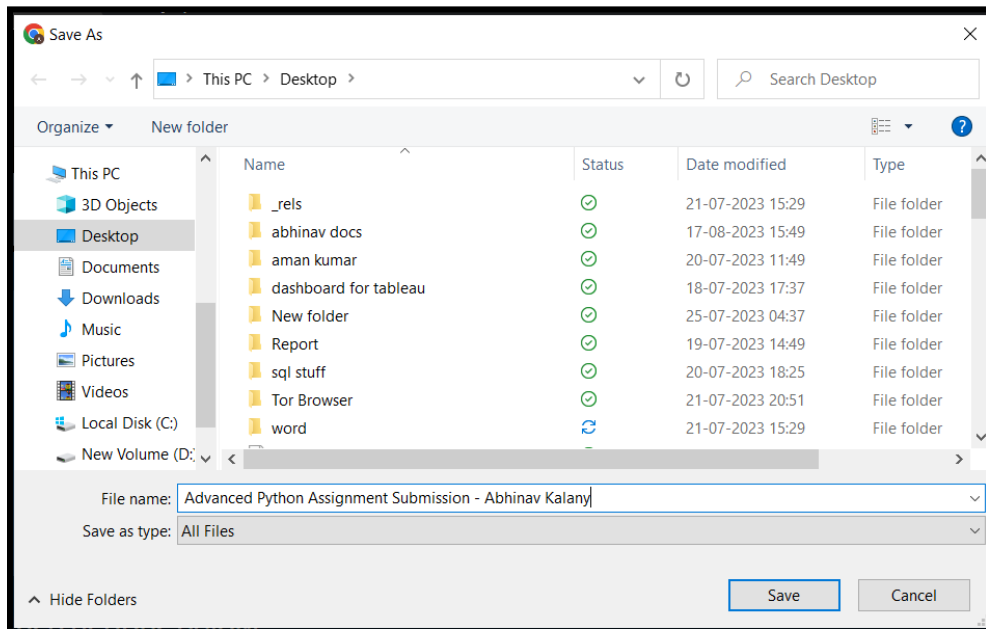 Save As
This PC > Desktop >
Search Desktop
Organize
New folder
?
Name Status Date modified Type
This PC
3D Objects
Desktop
Documents
Downloads
Music
Pictures
Videos
Local Disk (C:)
New Volume (D:)
_rels 21-07-2023 15:29 File folder
abhinav docs 17-08-2023 15:49 File folder
aman kumar 20-07-2023 11:49 File folder
dashboard for tableau 18-07-2023 17:37 File folder
New folder 25-07-2023 04:37 File folder
Report 19-07-2023 14:49 File folder
sql stuff 20-07-2023 18:25 File folder
Tor Browser 21-07-2023 20:51 File folder
word 21-07-2023 15:29 File folder
File name: Advanced Python Assignment Submission - Abhinav Kalany
Save as type: All Files
Hide Folders
Save
Cancel